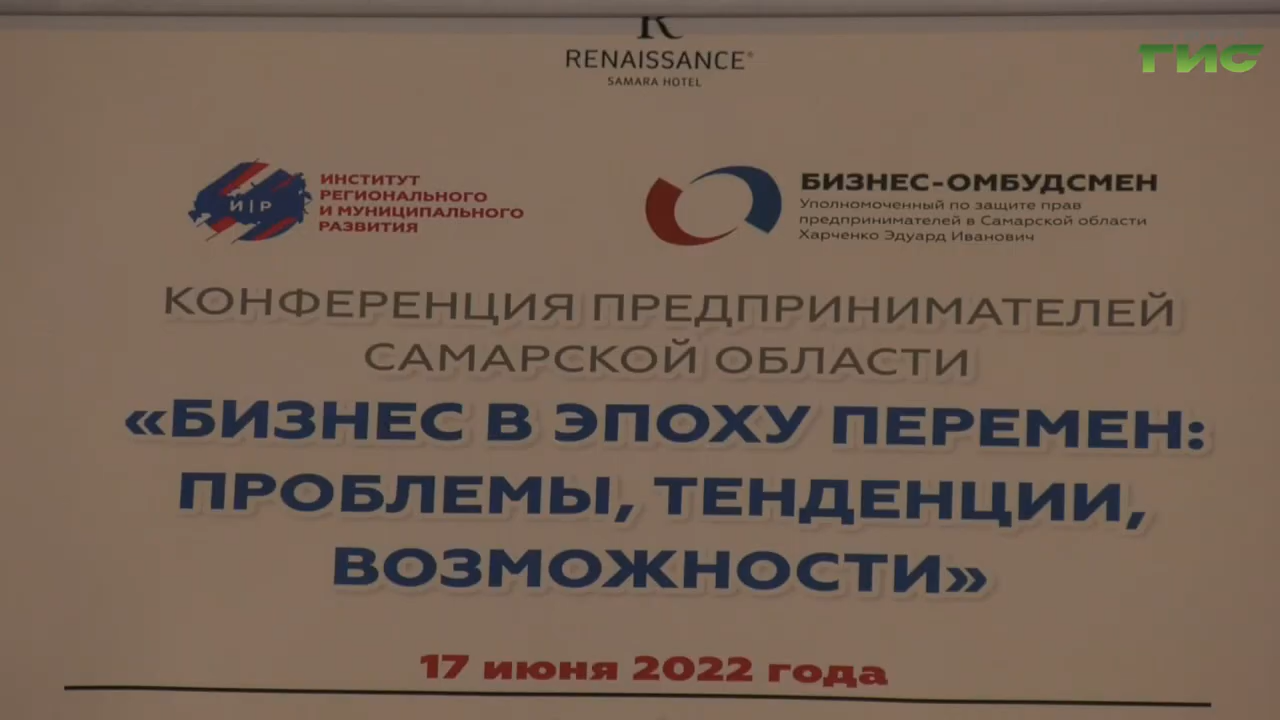 RENAISSANCE®
SAMARA HOTEL
ГИС
И|Р
ИНСТИТУТ
РЕГИОНАЛЬНОГО
И МУНИЦИПАЛЬНОГО
РАЗВИТИЯ
БИЗНЕС-ОМБУДСМЕН
Уполномоченный по защите прав
предпринимателей в Самарской области
Харченко Эдуард Иванович
КОНФЕРЕНЦИЯ ПРЕДПРИНИМАТЕЛЕЙ
САМАРСКОЙ ОБЛАСТИ
«БИЗНЕС В ЭПОХУ ПЕРЕМЕН:
ПРОБЛЕМЫ, ТЕНДЕНЦИИ,
ВОЗМОЖНОСТИ»
17 июня 2022 года